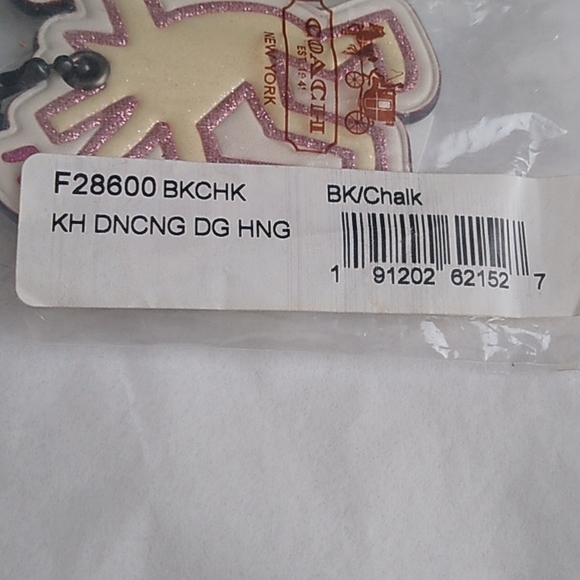 COACH
EST. 1941
NEW YORK
F28600 BKCHK
BK/Chalk
KH DNCNG DG HNG
1 91202 62152 7